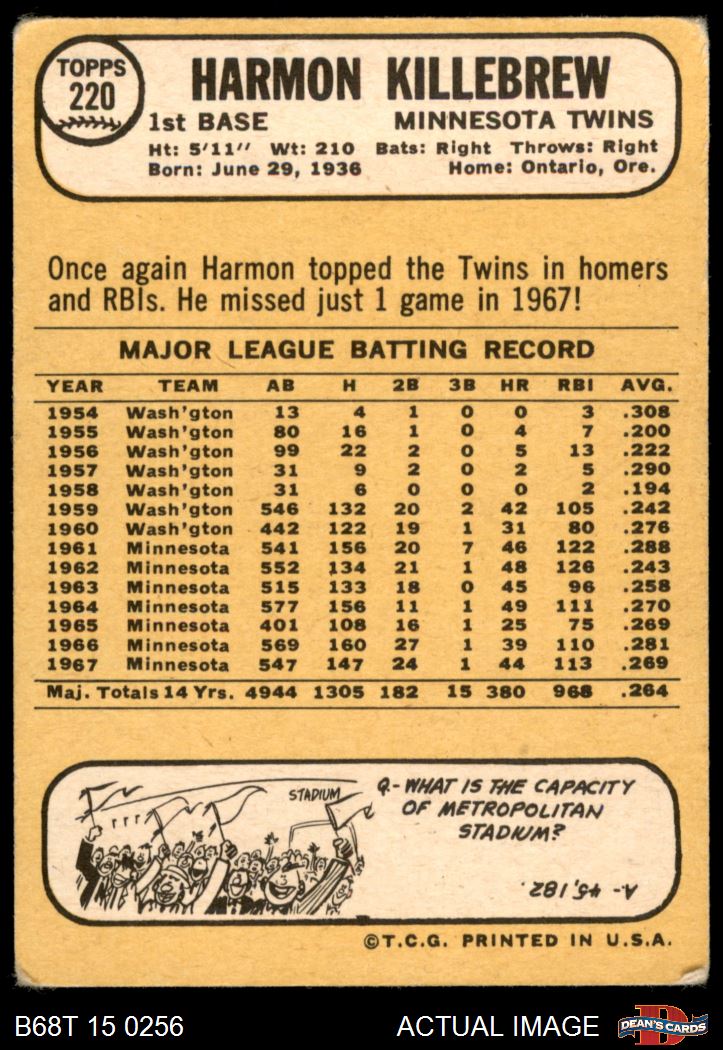 TOPPS
220
HARMON KILLEBREW
1st BASE MINNESOTA TWINS
Ht: 5'11" Wt: 210 Bats: Right Throws: Right
Born: June 29, 1936 Home: Ontario, Ore.
Once again Harmon topped the Twins in homers
and RBIs. He missed just 1 game in 1967!
MAJOR LEAGUE BATTING RECORD
YEAR TEAM AB H 2B 3B HR RBI AVG.
1954 Wash'gton 13 4 1 0 0 3 .308
1955 Wash'gton 80 16 1 0 4 7 .200
1956 Wash'gton 99 22 2 0 5 13 .222
1957 Wash'gton 31 9 2 0 2 5 .290
1958 Wash'gton 31 6 0 0 0 2 .194
1959 Wash'gton 546 132 20 2 42 105 .242
1960 Wash'gton 442 122 19 1 31 80 .276
1961 Minnesota 541 156 20 7 46 122 .288
1962 Minnesota 552 134 21 1 48 126 .243
1963 Minnesota 515 133 18 0 45 96 .258
1964 Minnesota 577 156 11 1 49 111 .270
1965 Minnesota 401 108 16 1 25 75 .269
1966 Minnesota 569 160 27 1 39 110 .281
1967 Minnesota 547 147 24 1 44 113 .269
Maj. Totals 14 Yrs. 4944 1305 182 15 380 968 .264
STADIUM
Q-WHAT IS THE CAPACITY
OF METROPOLITAN
STADIUM?
A- 45,182.
©T.C.G. PRINTED IN U.S.A.
B68T 15 0256 ACTUAL IMAGE
D
DEAN'S CARDS